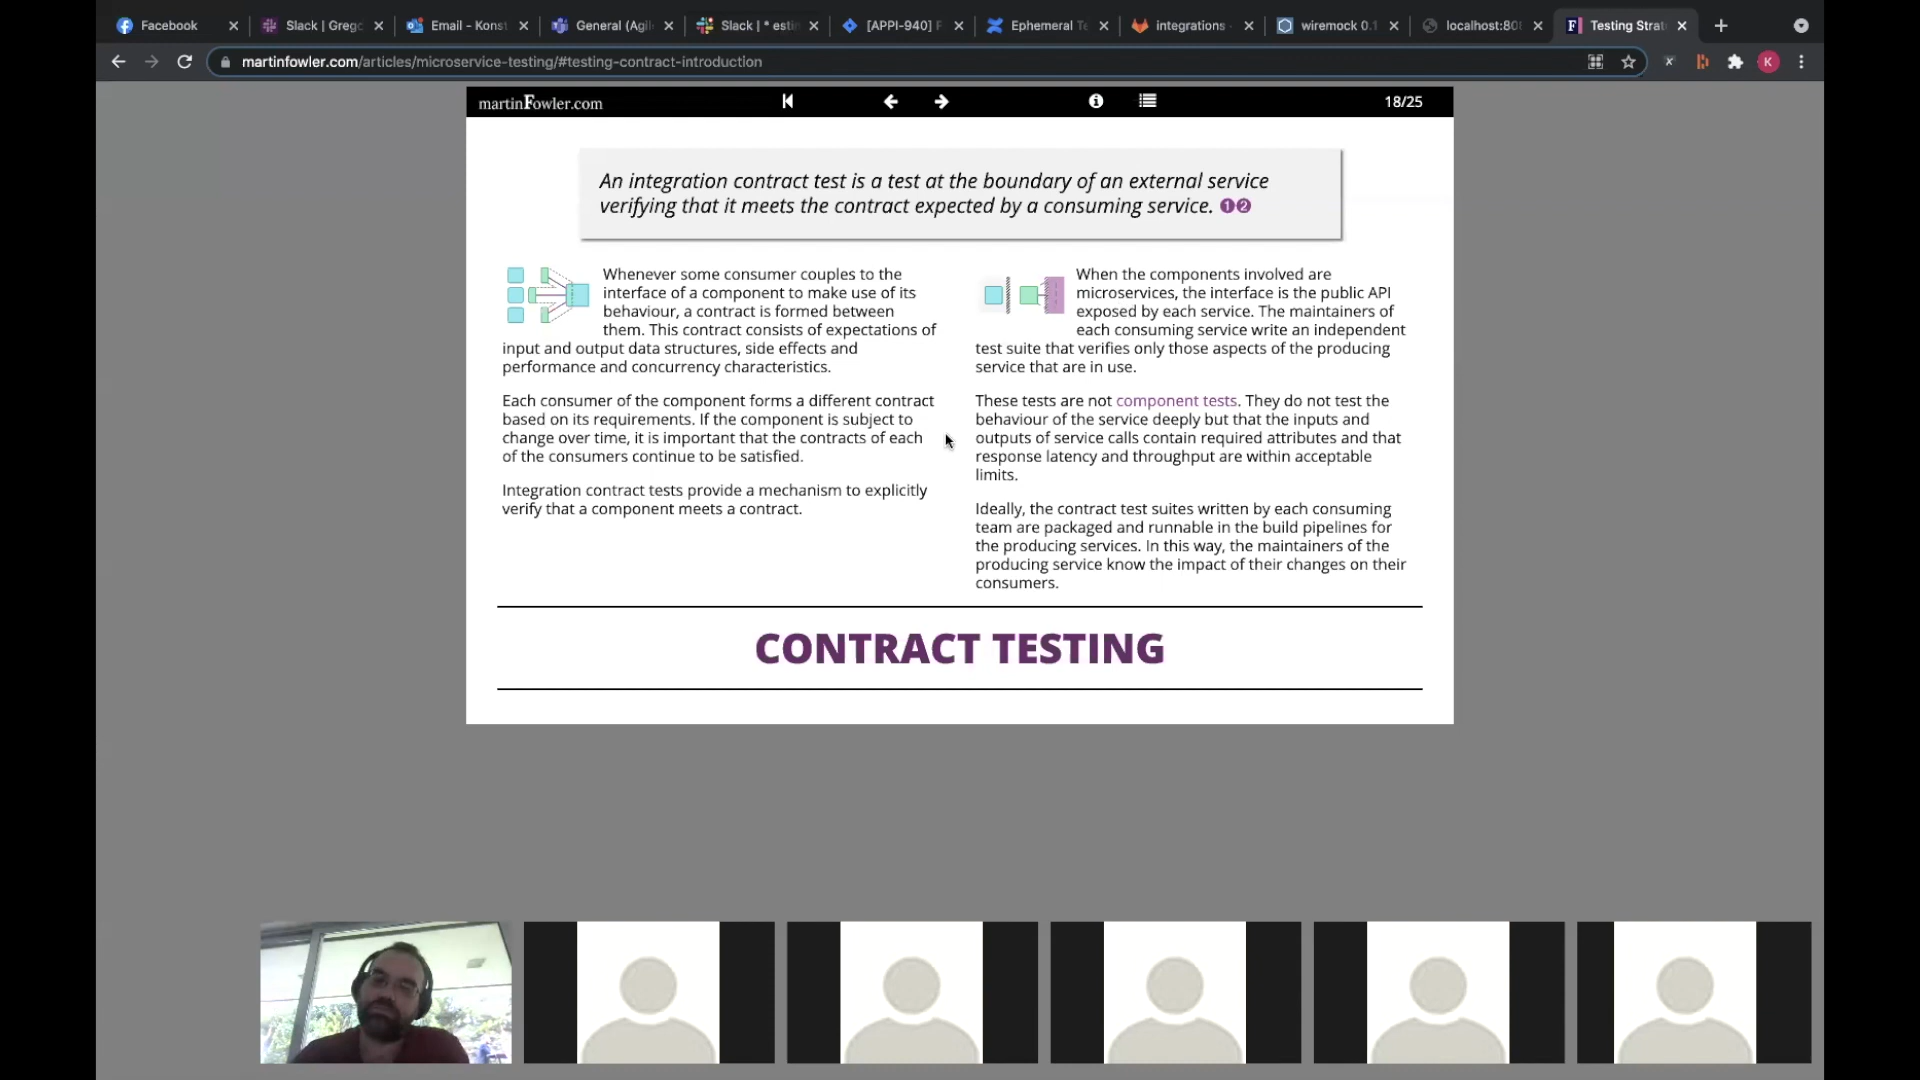 Facebook
Slack | Grego
Email - Konst
General (Agil
Slack | * esti
[APPI-940] F
Ephemeral Te
integrations
wiremock 0.1
localhost:808
Testing Strat
martinfowler.com/articles/microservice-testing/#testing-contract-introduction
K
martinFowler.com
18/25
An integration contract test is a test at the boundary of an external service
verifying that it meets the contract expected by a consuming service. 1 2
Whenever some consumer couples to the
interface of a component to make use of its
behaviour, a contract is formed between
them. This contract consists of expectations of
input and output data structures, side effects and
performance and concurrency characteristics.
Each consumer of the component forms a different contract
based on its requirements. If the component is subject to
change over time, it is important that the contracts of each
of the consumers continue to be satisfied.
Integration contract tests provide a mechanism to explicitly
verify that a component meets a contract.
When the components involved are
microservices, the interface is the public API
exposed by each service. The maintainers of
each consuming service write an independent
test suite that verifies only those aspects of the producing
service that are in use.
These tests are not component tests. They do not test the
behaviour of the service deeply but that the inputs and
outputs of service calls contain required attributes and that
response latency and throughput are within acceptable
limits.
Ideally, the contract test suites written by each consuming
team are packaged and runnable in the build pipelines for
the producing services. In this way, the maintainers of the
producing service know the impact of their changes on their
consumers.
CONTRACT TESTING